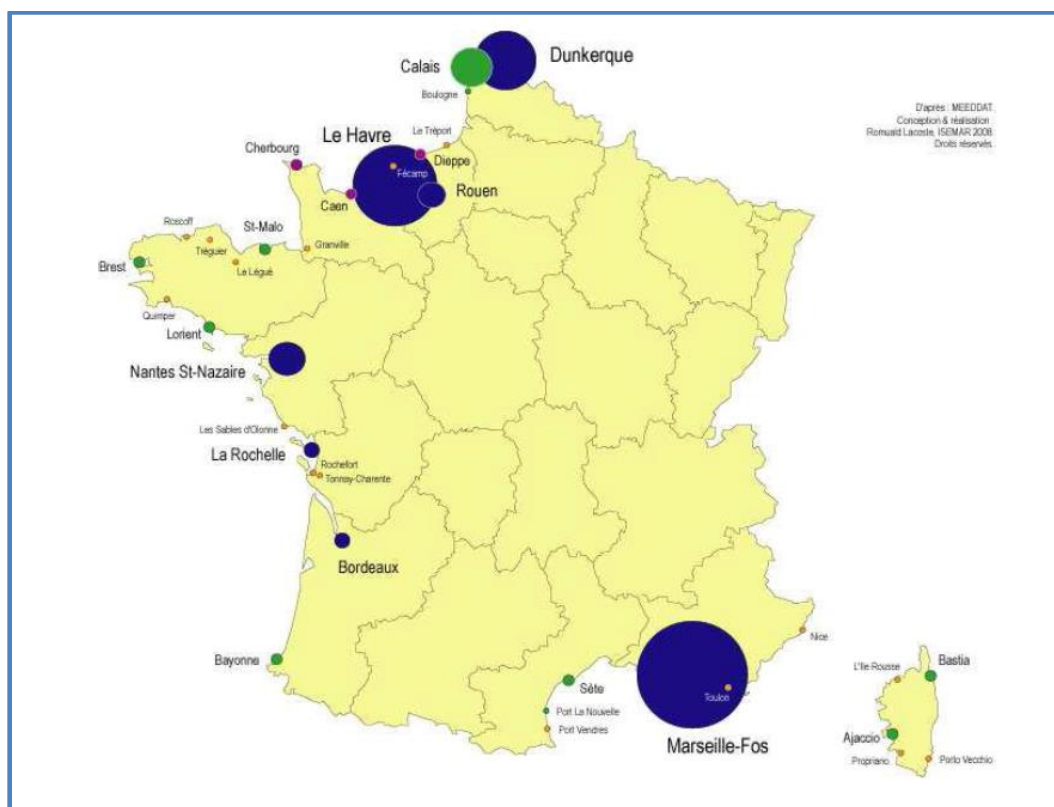 Dunkerque
Calais
Boulogne
D'après : MEEDDAT
Conception & réalisation
Romuald Lacoste, ISEMAR 2008
Droits réservés
Le Tréport
Le Havre
Cherbourg
Dieppe
Fécamp
Rouen
Caen
Roscoff
St-Malo
Granville
Tréguier
Le Légué
Brest
Quimper
Lorient
Nantes St-Nazaire
Les Sables d'Olonne
La Rochelle
Rochefort
Tonnay-Charente
Bordeaux
Nice
Bayonne
Bastia
L'Ile Rousse
Sète
Toulon
Port La Nouvelle
Port Vendres
Ajaccio
Marseille-Fos
Propriano
Porto Vecchio